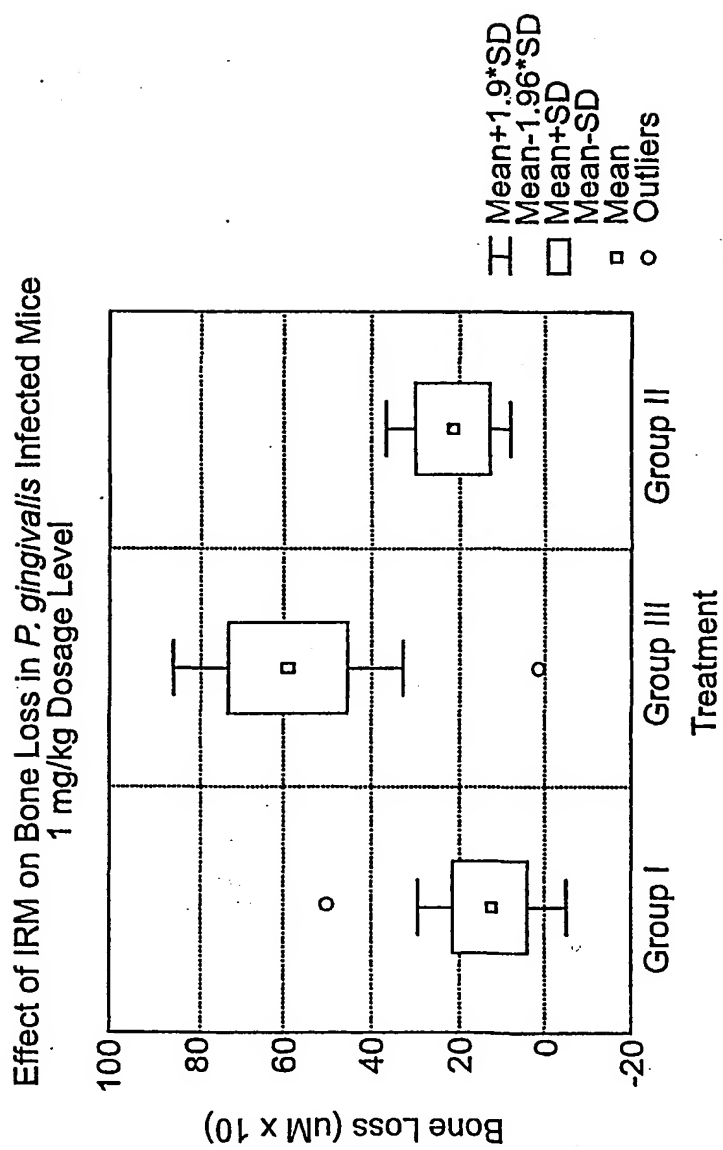 Effect of IRM on Bone Loss in P. gingivalis Infected Mice
1 mg/kg Dosage Level
Bone Loss (uM x 10)
100
80
60
40
20
0
-20
Group I
Group III
Group II
Treatment
Mean+1.9*SD
Mean-1.96*SD
Mean+SD
Mean-SD
Mean
Outliers